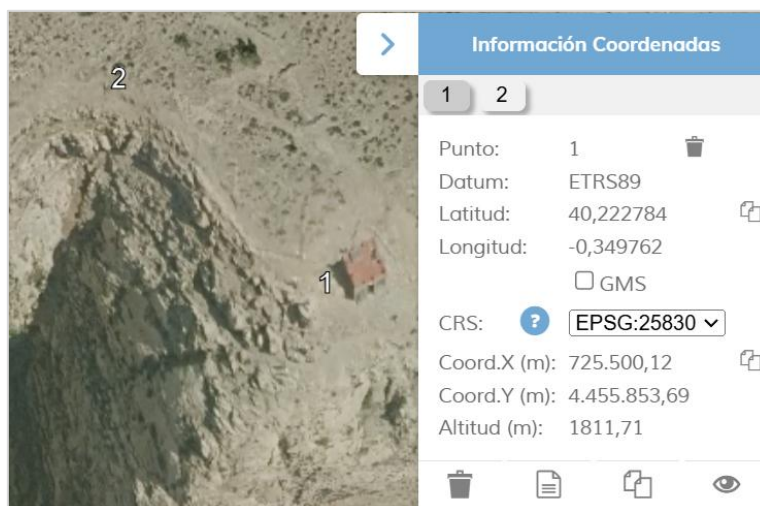 Información Coordenadas
1 2
2
1
Punto: 1
Datum: ETRS89
Latitud: 40,222784
Longitud: -0,349762
GMS
CRS: ? EPSG:25830
Coord.X (m): 725.500,12
Coord.Y (m): 4.455.853,69
Altitud (m): 1811,71